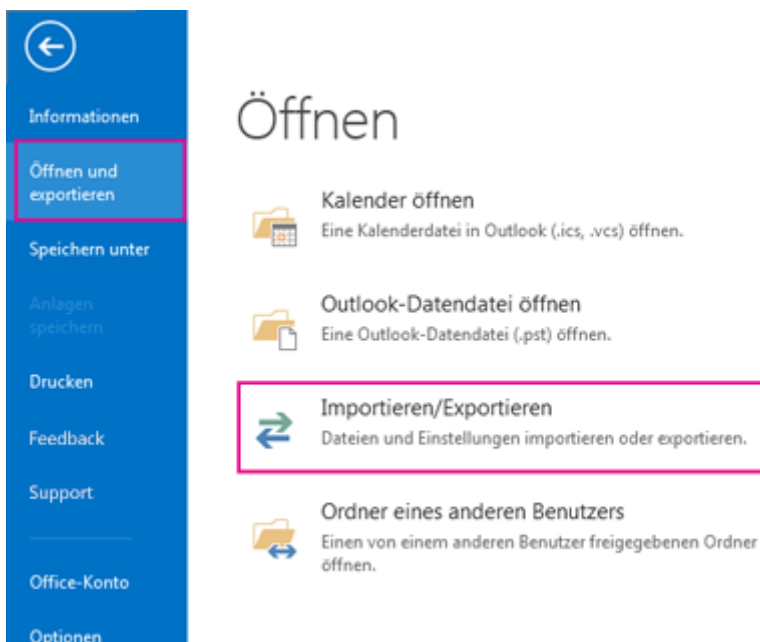 Informationen
Öffnen und
exportieren
Speichern unter
Anlagen
speichern
Drucken
Feedback
Support
Office-Konto
Optionen
Öffnen
Kalender öffnen
Eine Kalenderdatei in Outlook (.ics, .vcs) öffnen.
Outlook-Datendatei öffnen
Eine Outlook-Datendatei (.pst) öffnen.
Importieren/Exportieren
Dateien und Einstellungen importieren oder exportieren.
Ordner eines anderen Benutzers
Einen von einem anderen Benutzer freigegebenen Ordner
öffnen.